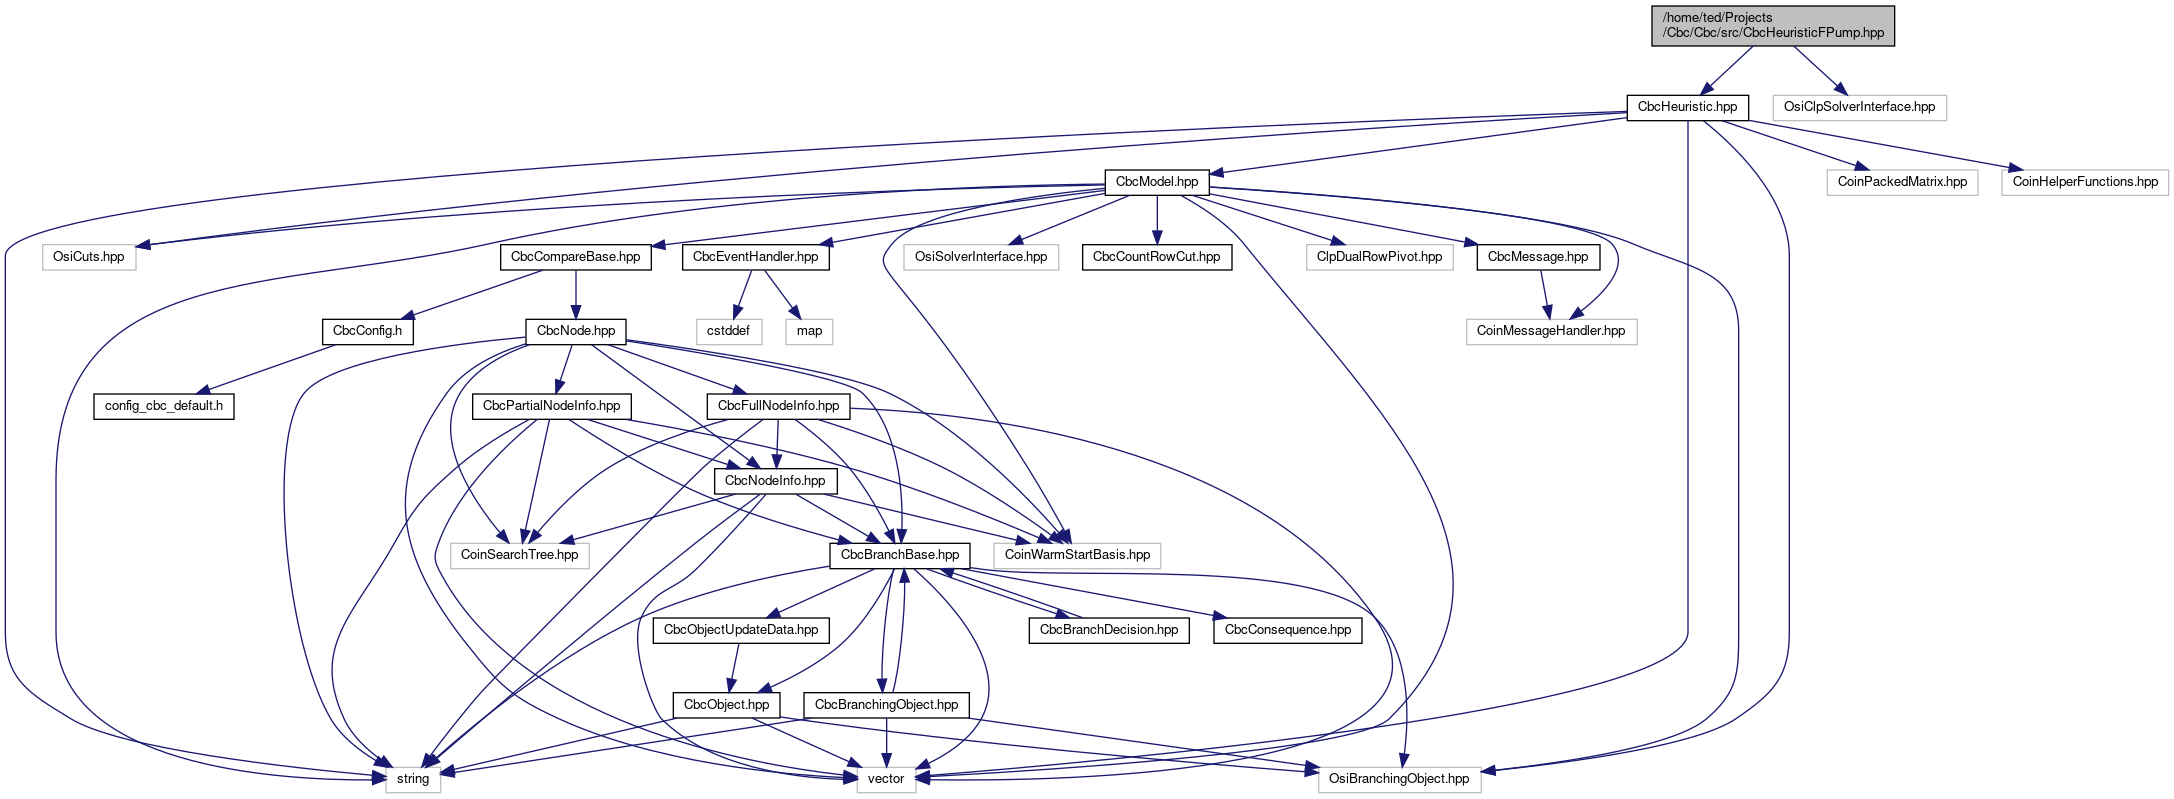 /home/ted/Projects
/Cbc/Cbc/src/CbcHeuristicFPump.hpp
CbcHeuristic.hpp
OsiClpSolverInterface.hpp
CbcModel.hpp
CoinPackedMatrix.hpp
CoinHelperFunctions.hpp
OsiCuts.hpp
CbcCompareBase.hpp
CbcEventHandler.hpp
OsiSolverInterface.hpp
CbcCountRowCut.hpp
ClpDualRowPivot.hpp
CbcMessage.hpp
CbcConfig.h
CbcNode.hpp
cstddef
map
CoinMessageHandler.hpp
config_cbc_default.h
CbcPartialNodeInfo.hpp
CbcFullNodeInfo.hpp
CbcNodeInfo.hpp
CoinSearchTree.hpp
CbcBranchBase.hpp
CoinWarmStartBasis.hpp
CbcObjectUpdateData.hpp
CbcBranchDecision.hpp
CbcConsequence.hpp
CbcObject.hpp
CbcBranchingObject.hpp
string
vector
OsiBranchingObject.hpp